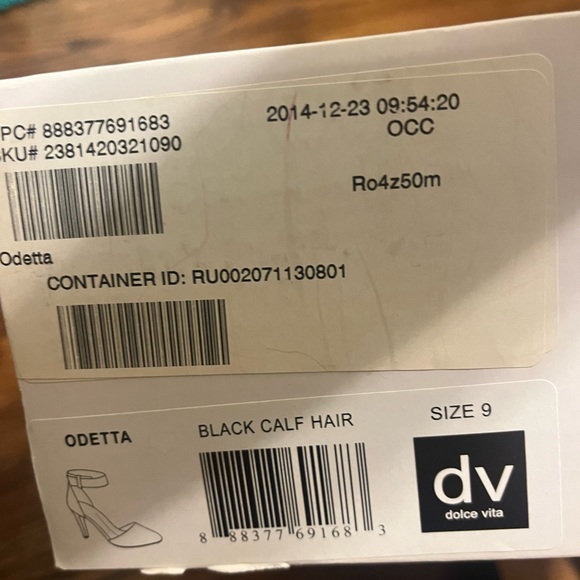 PC# 888377691683
KU# 2381420321090
2014-12-23 09:54:20
OCC
Ro4z50m
Odetta
CONTAINER ID: RU002071130801
ODETTA
BLACK CALF HAIR
SIZE 9
8 88377 69168 3
dv
dolce vita